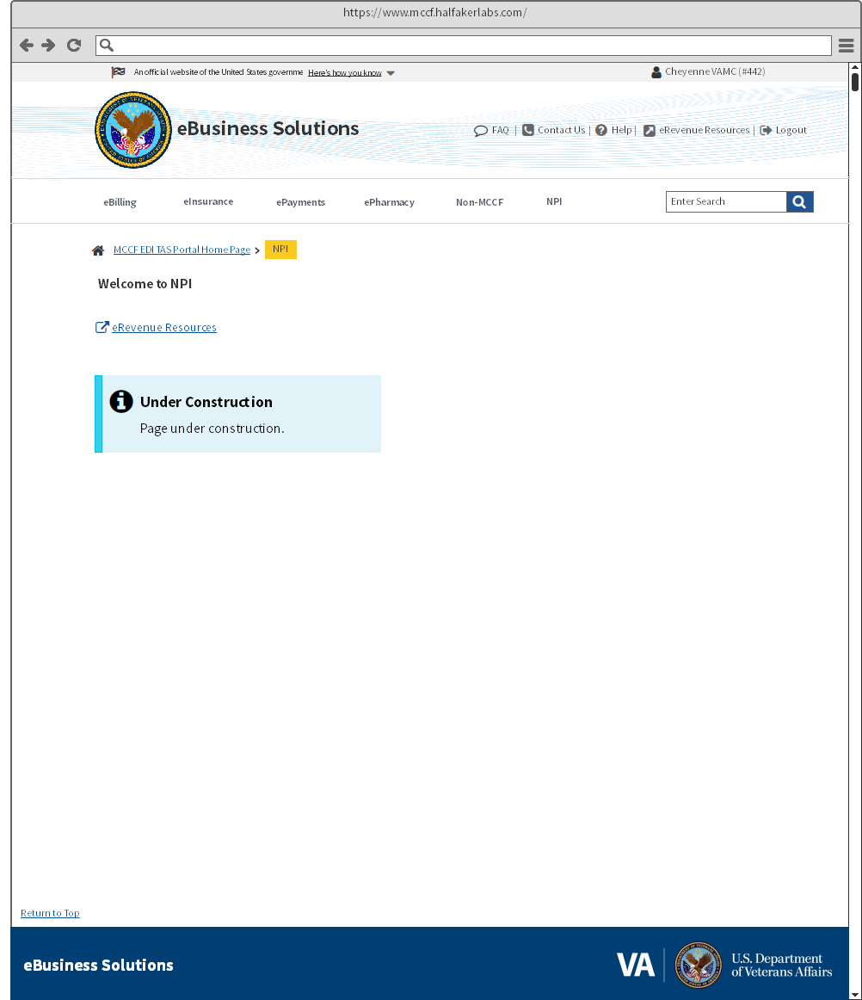 https://www.mccf.halfakerlabs.com/
An official website of the United States governme Here's how you know
Cheyenne VAMC (#442)
eBusiness Solutions
FAQ | Contact Us | Help | eRevenue Resources | Logout
eBilling eInsurance ePayments ePharmacy Non-MCCF NPI
Enter Search
MCCF EDI TAS Portal Home Page > NPI
Welcome to NPI
eRevenue Resources
Under Construction
Page under construction.
Return to Top
eBusiness Solutions
VA
U.S. Department
of Veterans Affairs